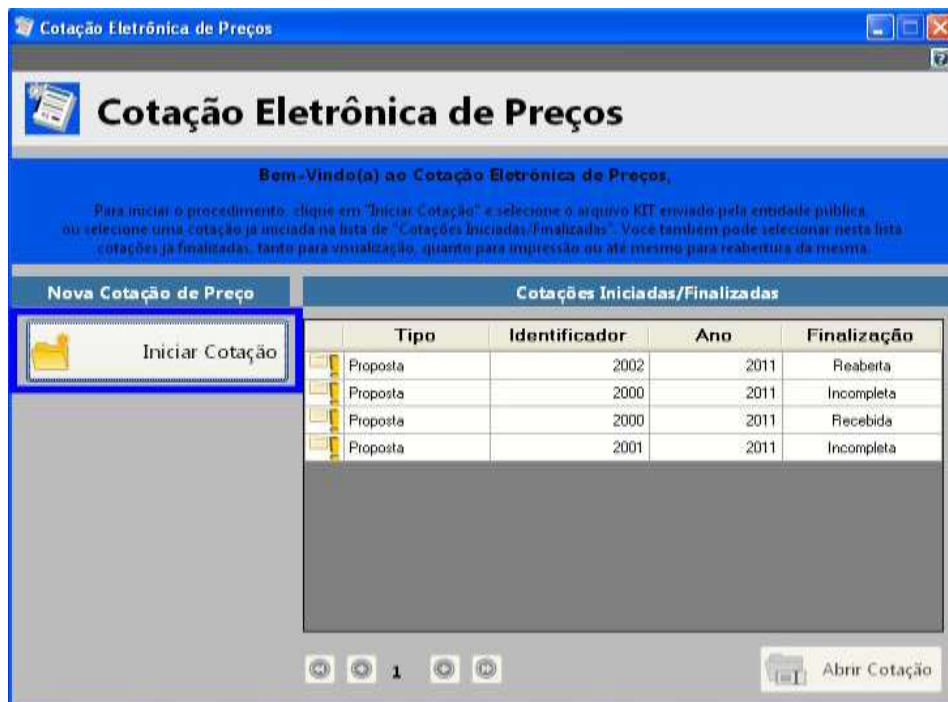 Cotação Eletrônica de Preços
Cotação Eletrônica de Preços
Bem-Vindo(a) ao Cotação Eletrônica de Preços,
Para iniciar o procedimento, clique em "Iniciar Cotação" e selecione o arquivo KIT enviado pela entidade pública,
ou selecione uma cotação já iniciada na lista de "Cotações Iniciadas/Finalizadas". Você também pode selecionar nesta lista
cotações já finalizadas, tanto para visualização, quanto para impressão ou até mesmo para reabertura da mesma.
Nova Cotação de Preço
Cotações Iniciadas/Finalizadas
Iniciar Cotação
Tipo Identificador Ano Finalização
Proposta 2002 2011 Reaberta
Proposta 2000 2011 Incompleta
Proposta 2000 2011 Recebida
Proposta 2001 2011 Incompleta
1
Abrir Cotação